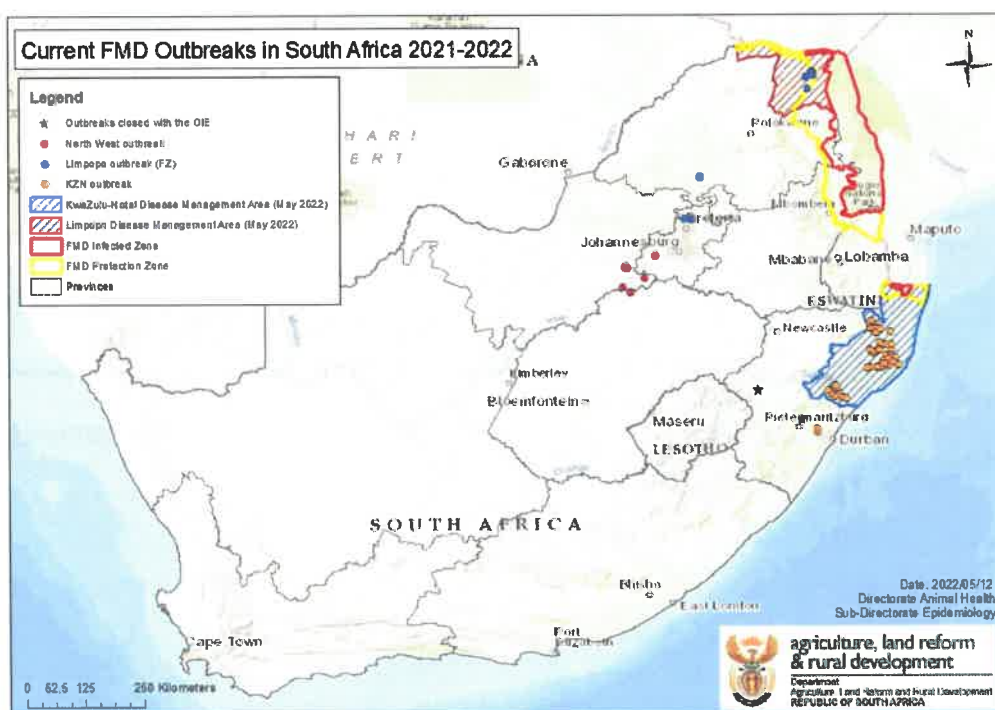 Current FMD Outbreaks in South Africa 2021-2022
A
N
Legend
Outbreaks closed with the OIE
North West outbreak
Limpopo outbreak (FZ)
KZN outbreak
KwaZulu-Natal Disease Management Area (May 2022)
Limpopo Disease Management Area (May 2022)
FMD Infected Zone
FMD Protection Zone
Provinces
HARI
ERT
Gaborone
Polokwane
Mbombela
Maputo
Johannesburg
Mbabane
Lobamba
ESWATINI
Newcastle
Kimberley
Bloemfontein
Maseru
LESOTHO
Pietermaritzburg
Durban
SOUTH AFRICA
Bhisho
East London
Cape Town
Port
Date: 2022/05/12
Directorate Animal Health
Sub-Directorate Epidemiology
0 62.5 125 250 Kilometers
agriculture, land reform
& rural development
Department
Agriculture, Land Reform and Rural Development
REPUBLIC OF SOUTH AFRICA